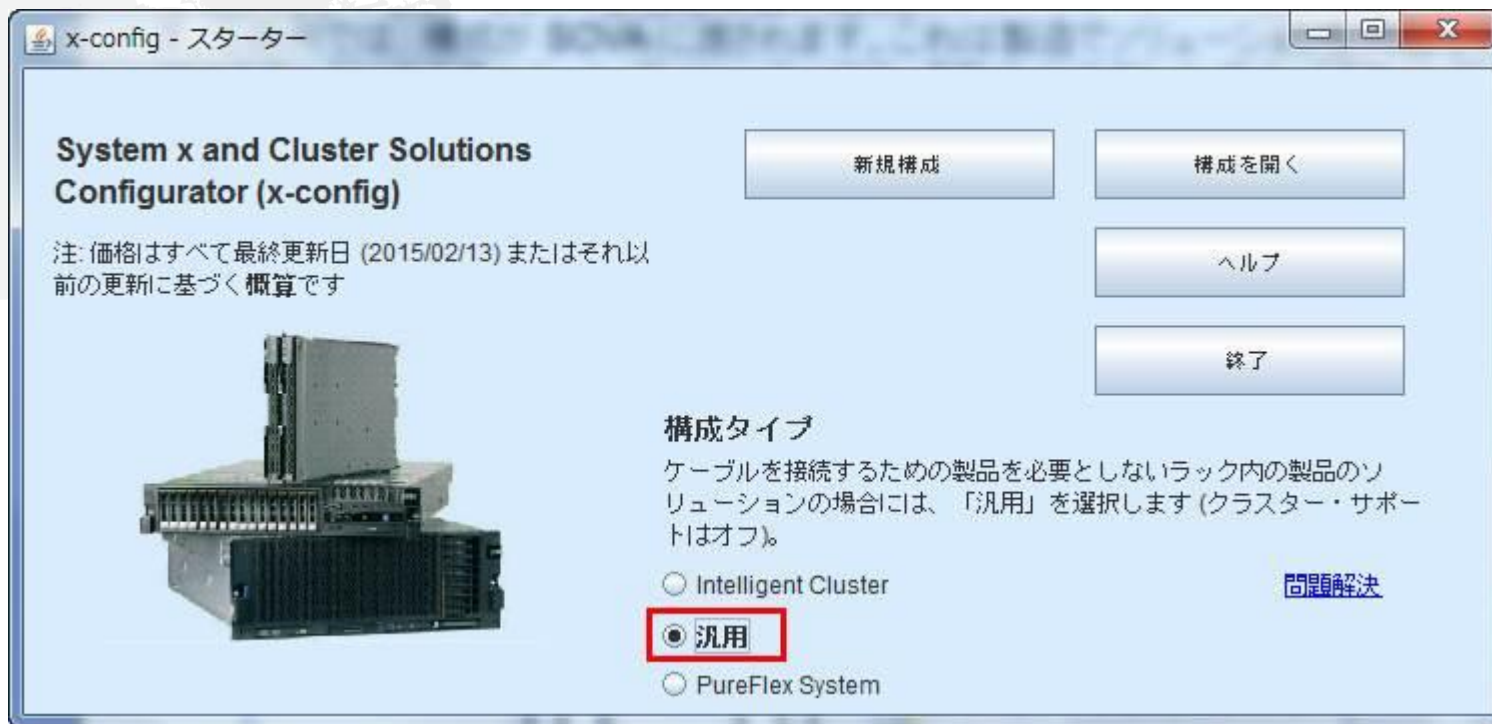 x-config - スターター
System x and Cluster Solutions
Configurator (x-config)
注: 価格はすべて最終更新日 (2015/02/13) またはそれ以
前の更新に基づく概算です
新規構成
構成を開く
ヘルプ
終了
構成タイプ
ケーブルを接続するための製品を必要としないラック内の製品のソ
リューションの場合には、「汎用」を選択します (クラスター・サポー
トはオフ)。
Intelligent Cluster
問題解決
汎用
PureFlex System